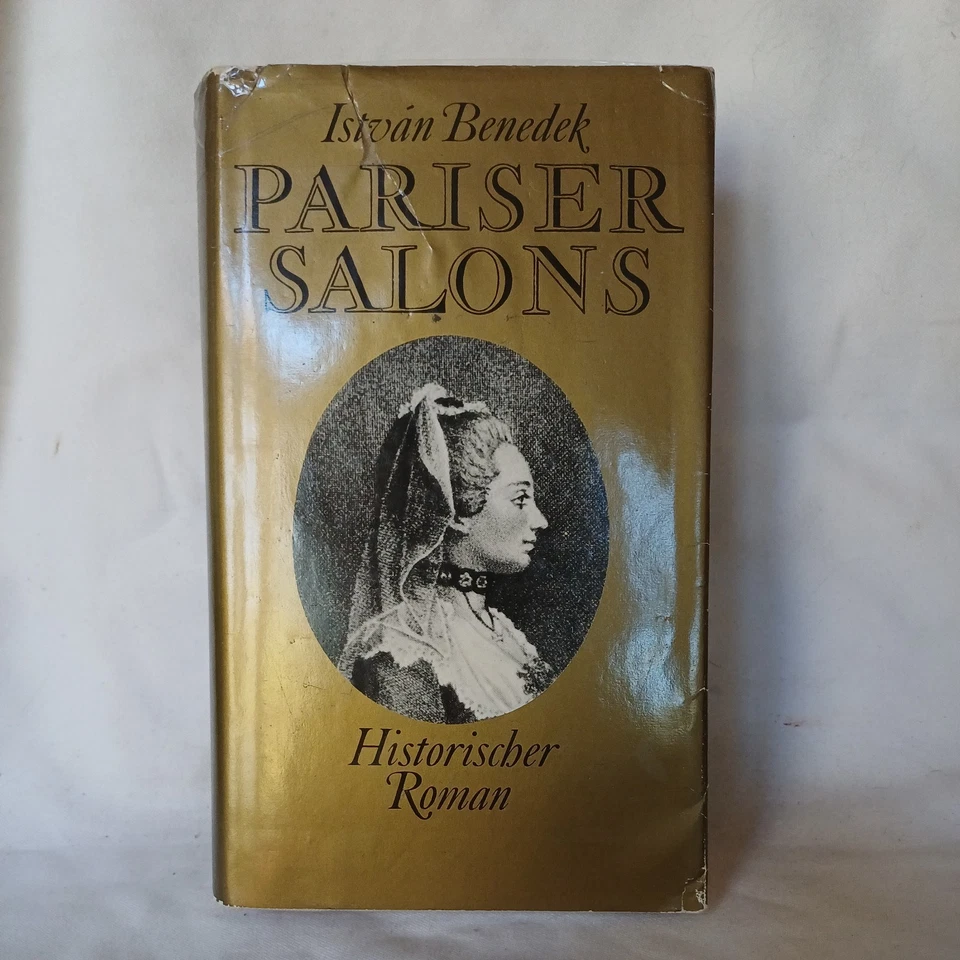 István Benedek
PARISER
SALONS
Historischer
Roman